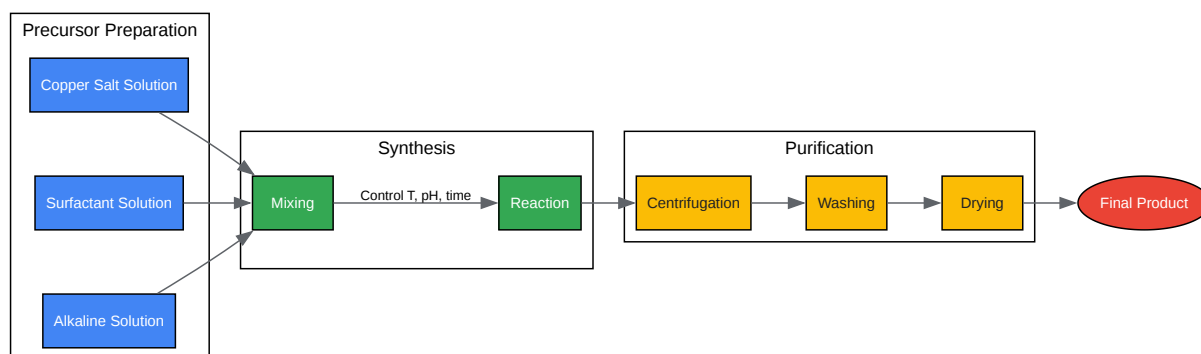 Precursor Preparation
Copper Salt Solution
Surfactant Solution
Alkaline Solution
Synthesis
Mixing
Control T, pH, time
Reaction
Purification
Centrifugation
Washing
Drying
Final Product